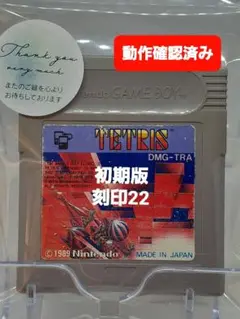 Thank you
very much
またのご縁を心より
お待ちしております
動作確認済み
Nintendo GAME BOY
TETRIS
DMG-TRA
初期版
刻印22
©1989 Nintendo
MADE IN JAPAN